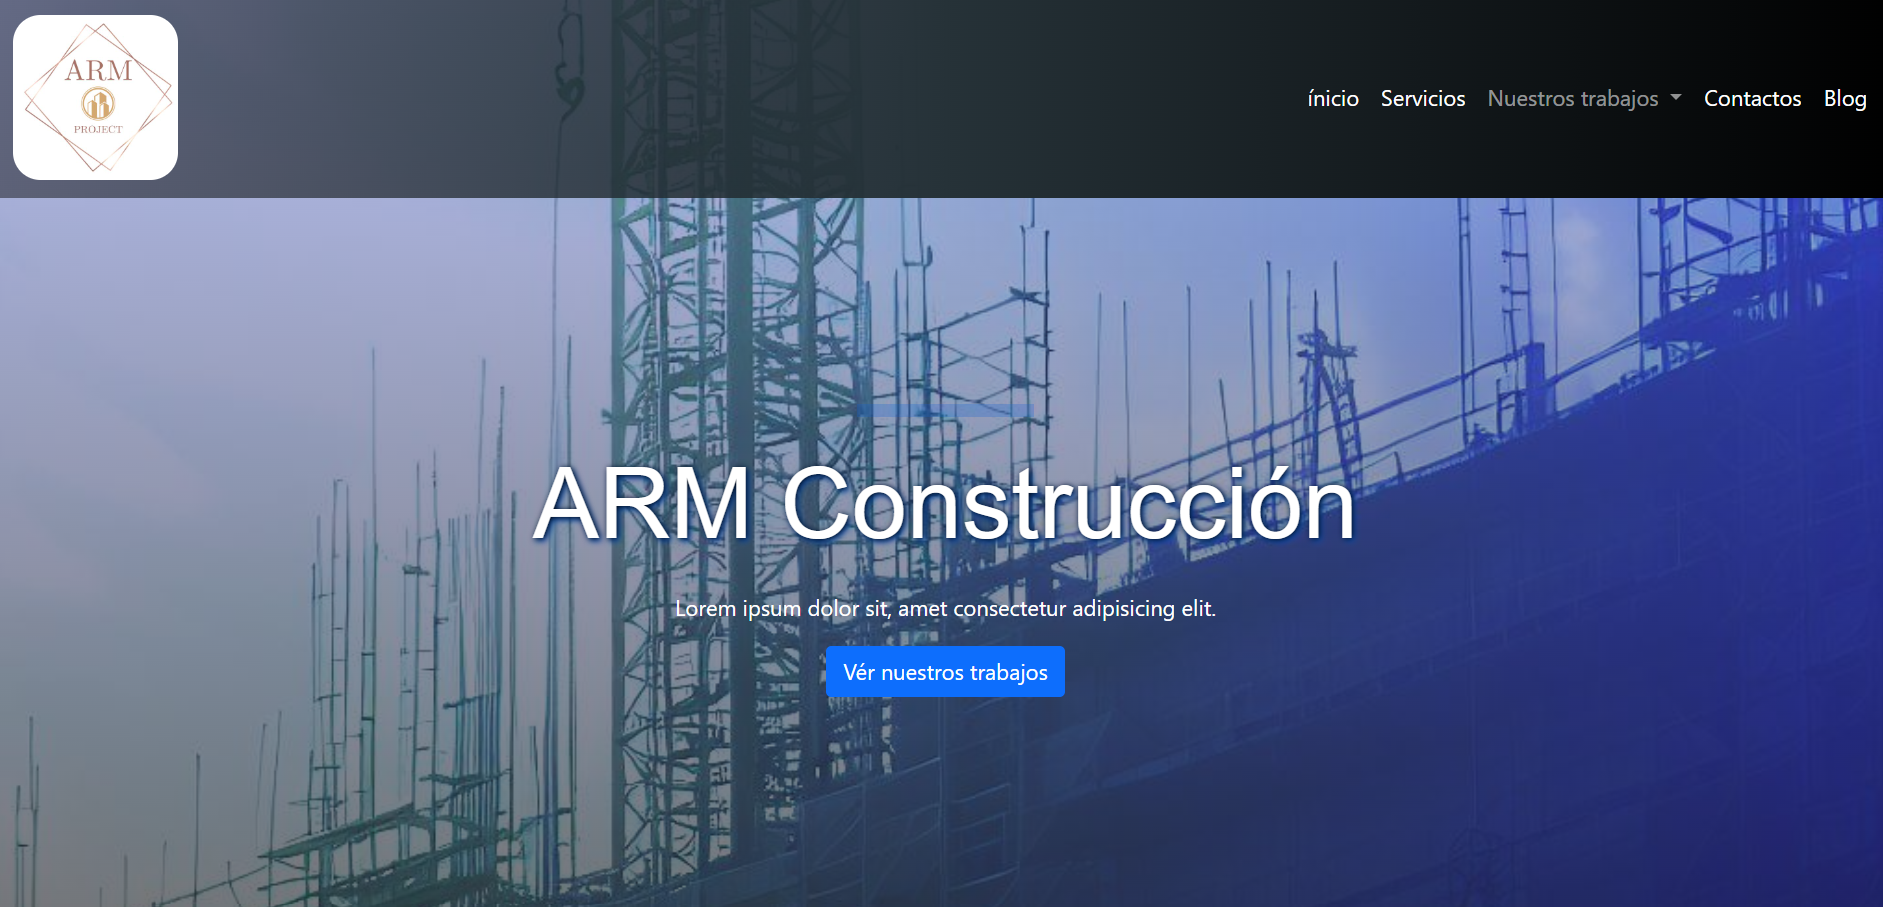 ARM
PROJECT
ínicio Servicios Nuestros trabajos Contactos Blog
ARM Construcción
Lorem ipsum dolor sit, amet consectetur adipisicing elit.
Vér nuestros trabajos